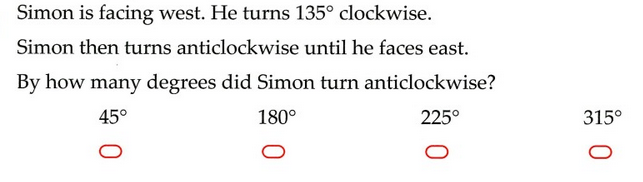 Simon is facing west. He turns 135° clockwise.
Simon then turns anticlockwise until he faces east.
By how many degrees did Simon turn anticlockwise?
45° 180° 225° 315°